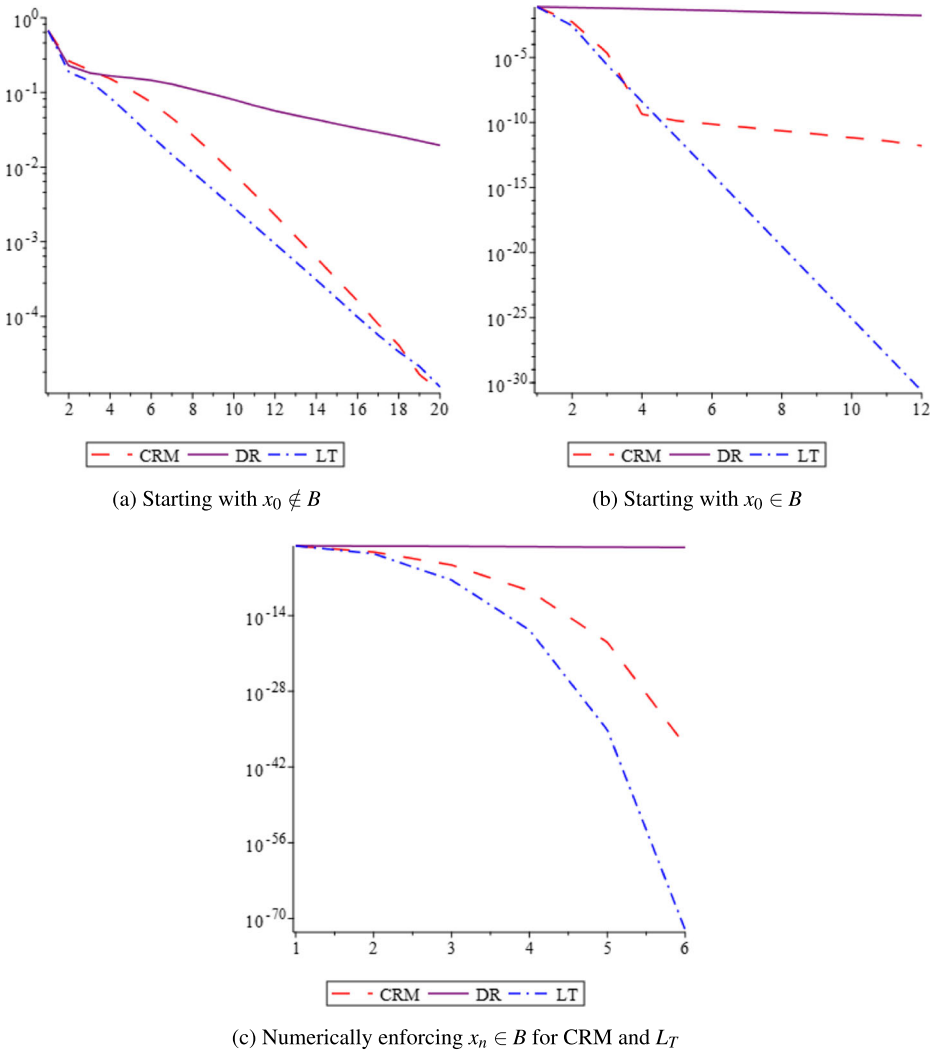 10^0
10^-1
10^-2
10^-3
10^-4
2 4 6 8 10 12 14 16 18 20
CRM DR LT
(a) Starting with x_0 ∉ B
10^-5
10^-10
10^-15
10^-20
10^-25
10^-30
2 4 6 8 10 12
CRM DR LT
(b) Starting with x_0 ∈ B
10^-14
10^-28
10^-42
10^-56
10^-70
1 2 3 4 5 6
CRM DR LT
(c) Numerically enforcing x_n ∈ B for CRM and L_T